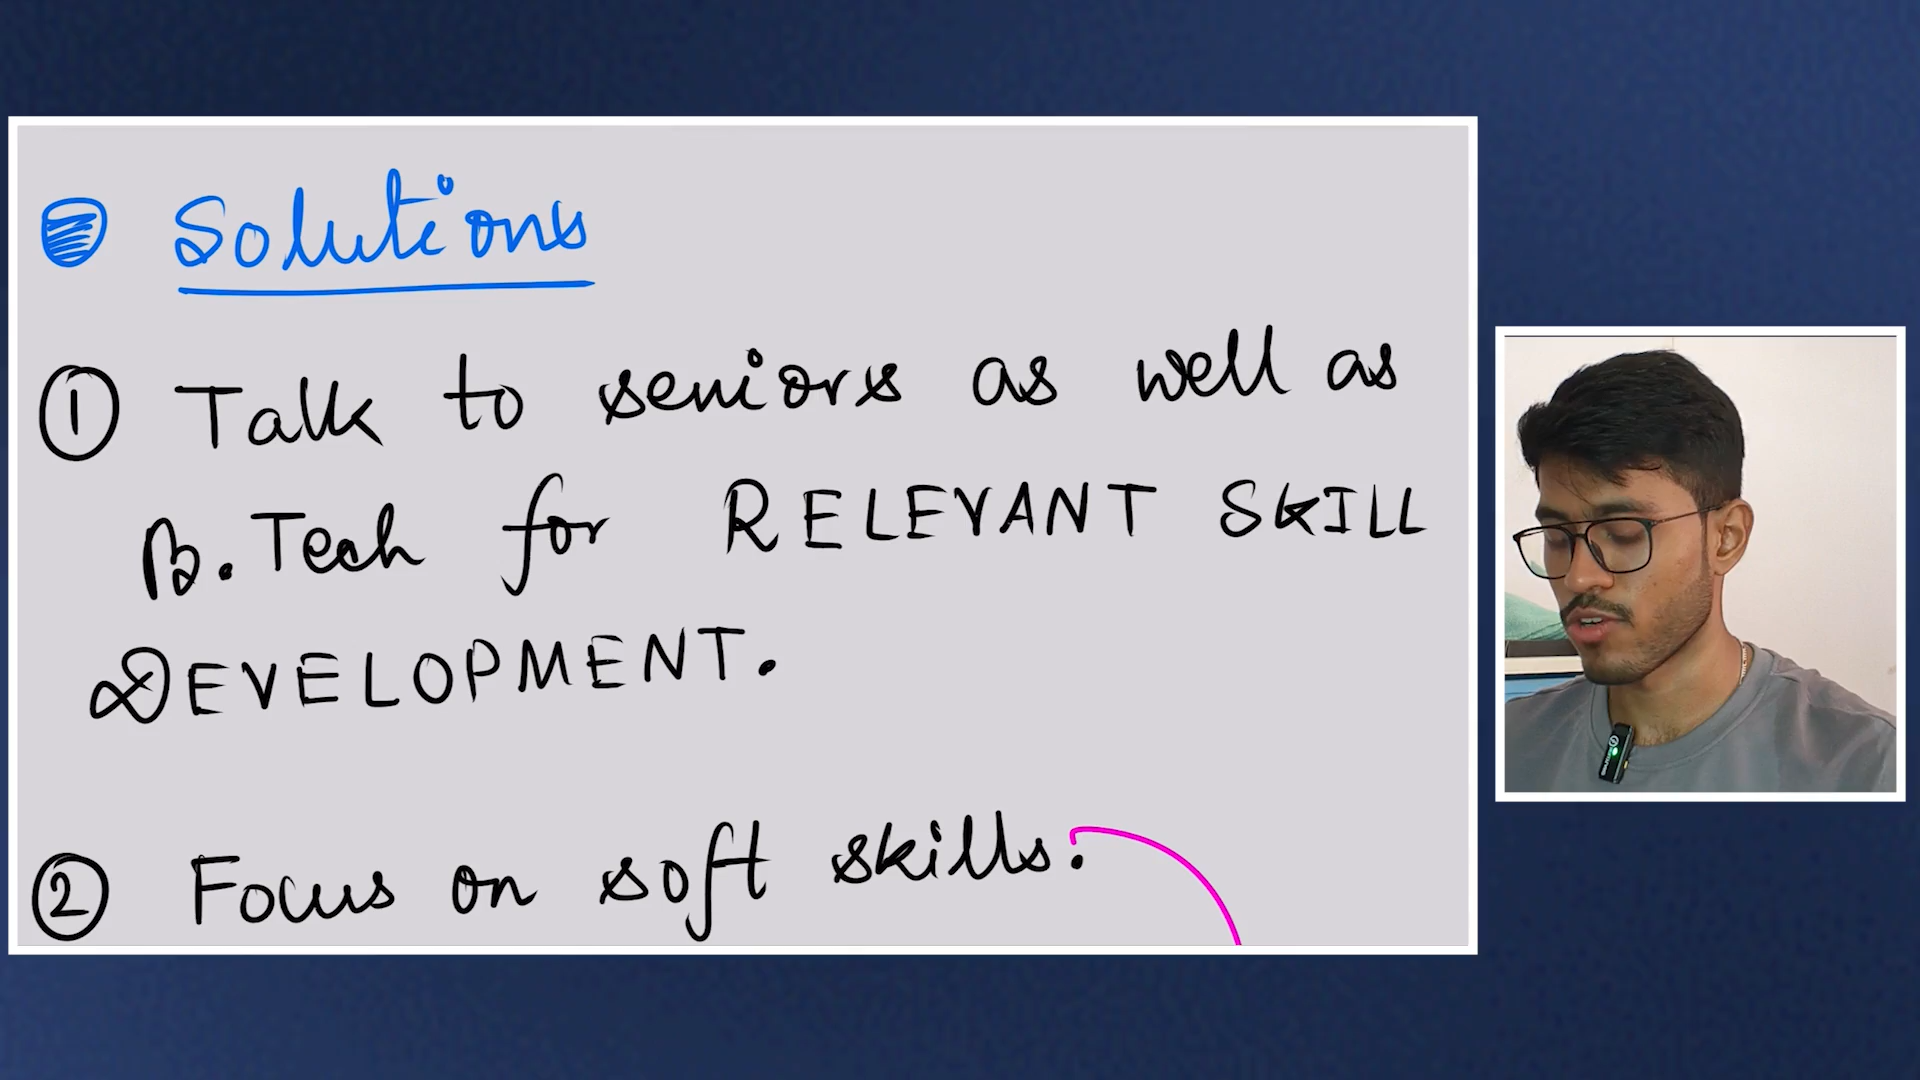 Solutions
① Talk to seniors as well as
B.Tech for RELEVANT SKILL
DEVELOPMENT.
② Focus on soft skills.